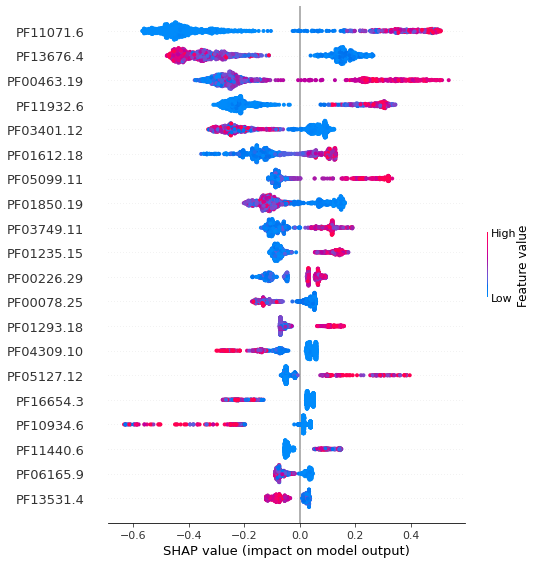 PF11071.6
PF13676.4
PF00463.19
PF11932.6
PF03401.12
PF01612.18
PF05099.11
PF01850.19
PF03749.11
PF01235.15
PF00226.29
PF00078.25
PF01293.18
PF04309.10
PF05127.12
PF16654.3
PF10934.6
PF11440.6
PF06165.9
PF13531.4
−0.6 −0.4 −0.2 0.0 0.2 0.4
SHAP value (impact on model output)
High
Feature value
Low